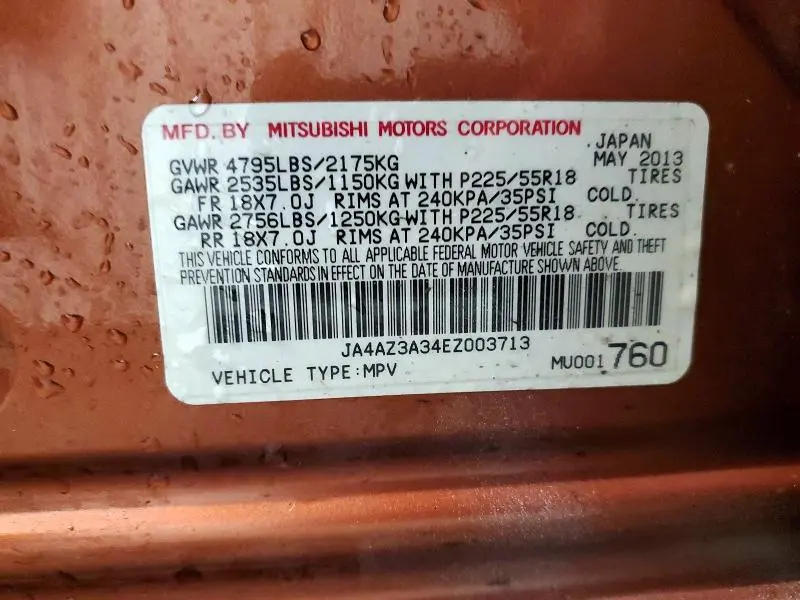 MFD. BY MITSUBISHI MOTORS CORPORATION
JAPAN
GVWR 4795LBS/2175KG MAY 2013
GAWR 2535LBS/1150KG WITH P225/55R18 TIRES
FR 18X7.0J RIMS AT 240KPA/35PSI COLD.
GAWR 2756LBS/1250KG WITH P225/55R18 TIRES
RR 18X7.0J RIMS AT 240KPA/35PSI COLD.
THIS VEHICLE CONFORMS TO ALL APPLICABLE FEDERAL MOTOR VEHICLE SAFETY AND THEFT
PREVENTION STANDARDS IN EFFECT ON THE DATE OF MANUFACTURE SHOWN ABOVE.
JA4AZ3A34EZ003713
VEHICLE TYPE:MPV MU001 760